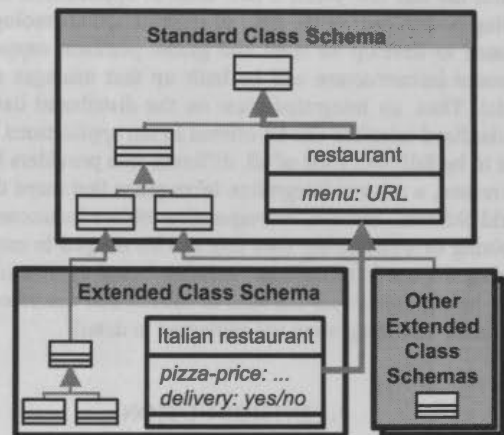 Standard Class Schema
restaurant
menu: URL
Extended Class Schema
Italian restaurant
pizza-price: ...
delivery: yes/no
Other
Extended
Class
Schemas